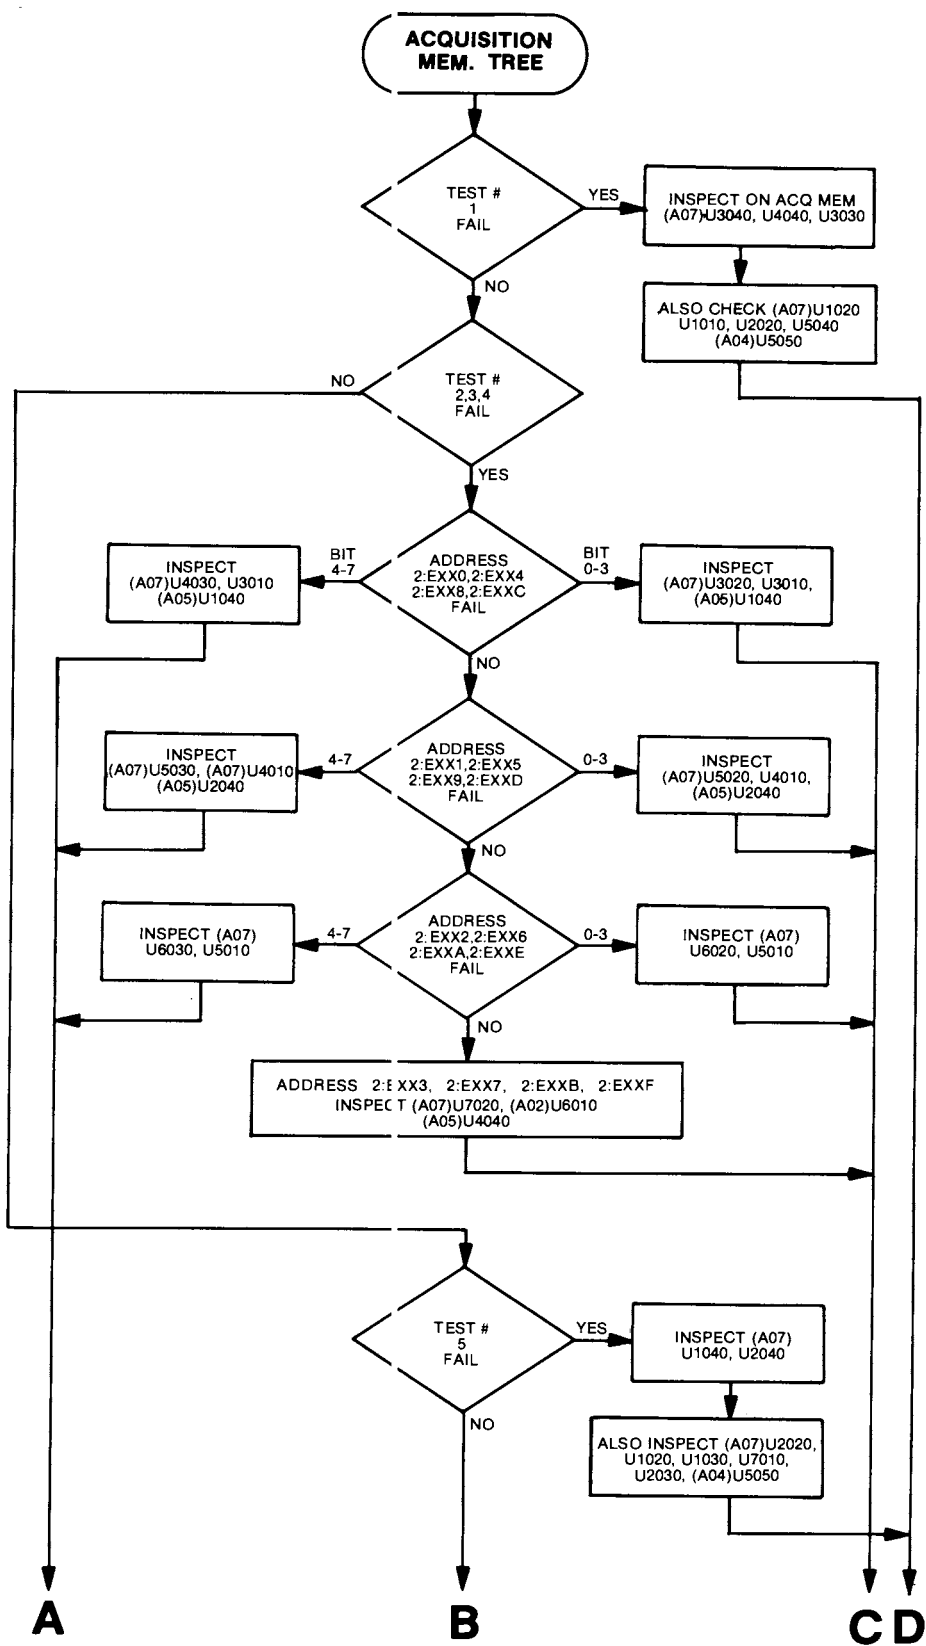 ACQUISITION
MEM. TREE
TEST #
1
FAIL
YES
INSPECT ON ACQ MEM
(A07)U3040, U4040, U3030
NO
ALSO CHECK (A07)U1020
U1010, U2020, U5040
(A04)U5050
NO
TEST #
2,3,4
FAIL
YES
INSPECT
(A07)U4030, U3010
(A05)U1040
BIT
4-7
ADDRESS
2:EXX0,2:EXX4
2:EXX8,2:EXXC
FAIL
BIT
0-3
INSPECT
(A07)U3020, U3010,
(A05)U1040
NO
INSPECT
(A07)U5030, (A07)U4010
(A05)U2040
4-7
ADDRESS
2:EXX1,2:EXX5
2:EXX9,2:EXXD
FAIL
0-3
INSPECT
(A07)U5020, U4010,
(A05)U2040
NO
INSPECT (A07)
U6030, U5010
4-7
ADDRESS
2:EXX2,2:EXX6
2:EXXA,2:EXXE
FAIL
0-3
INSPECT (A07)
U6020, U5010
NO
ADDRESS 2:EXX3, 2:EXX7, 2:EXXB, 2:EXXF
INSPECT (A07)U7020, (A02)U6010
(A05)U4040
TEST #
5
FAIL
YES
INSPECT (A07)
U1040, U2040
NO
ALSO INSPECT (A07)U2020,
U1020, U1030, U7010,
U2030, (A04)U5050
A
B
C
D